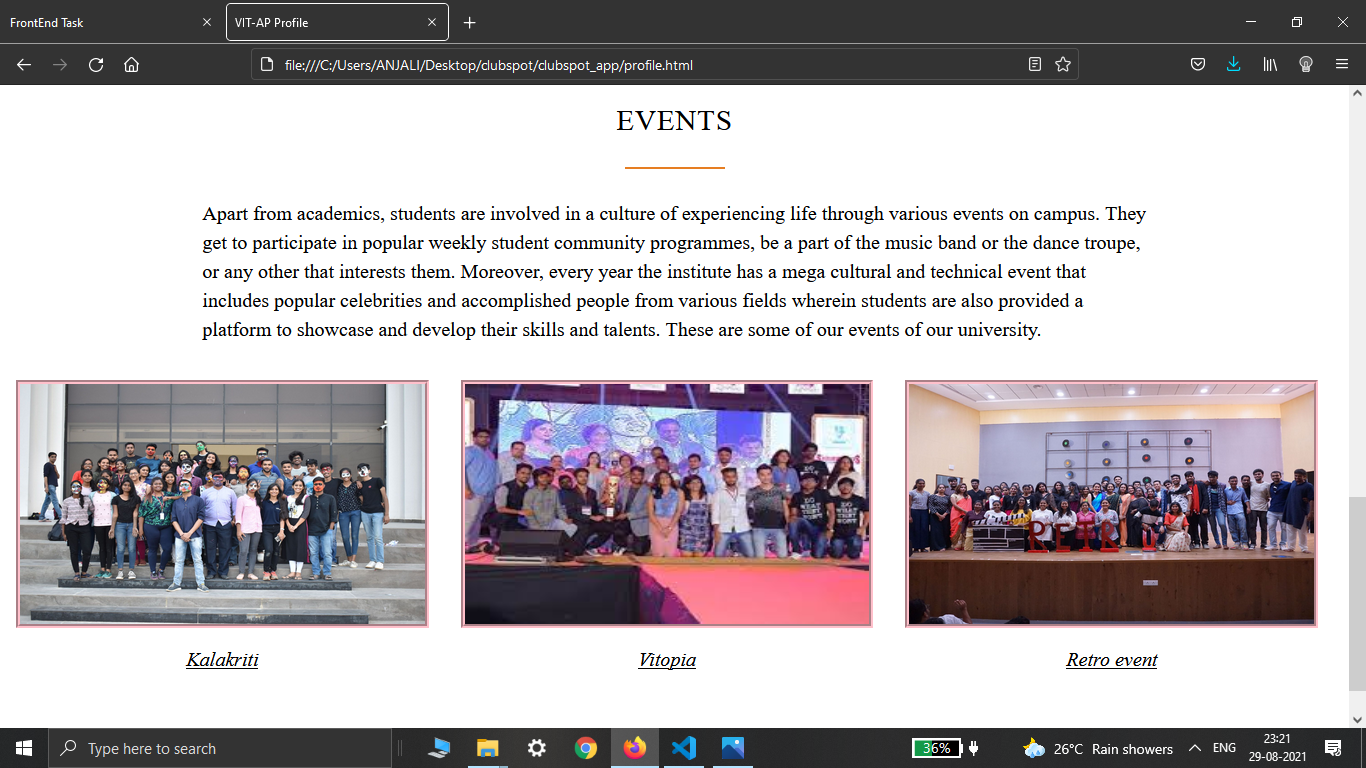 FrontEnd Task
VIT-AP Profile
file:///C:/Users/ANJALI/Desktop/clubspot/clubspot_app/profile.html
EVENTS
Apart from academics, students are involved in a culture of experiencing life through various events on campus. They
get to participate in popular weekly student community programmes, be a part of the music band or the dance troupe,
or any other that interests them. Moreover, every year the institute has a mega cultural and technical event that
includes popular celebrities and accomplished people from various fields wherein students are also provided a
platform to showcase and develop their skills and talents. These are some of our events of our university.
DO
WHAT
Kalakriti
Vitopia
Retro event
Type here to search
36%
26°C Rain showers
ENG
23:21
29-08-2021